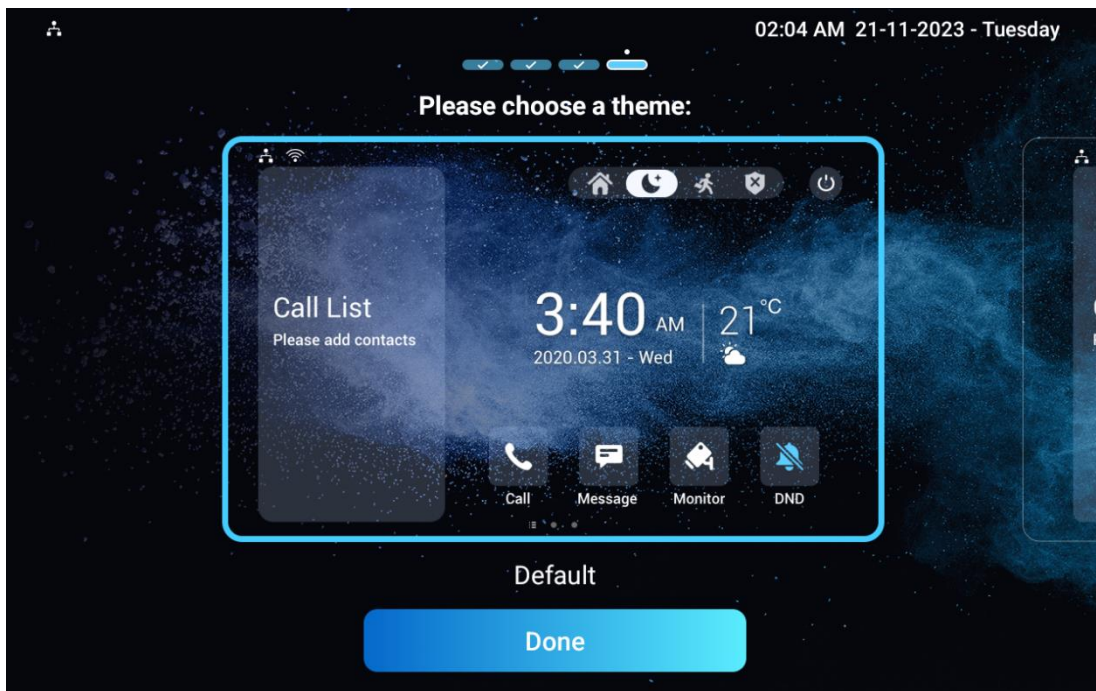 02:04 AM 21-11-2023 - Tuesday
Please choose a theme:
Call List
Please add contacts
3:40 AM
21°C
2020.03.31 - Wed
Call
Message
Monitor
DND
Default
Done